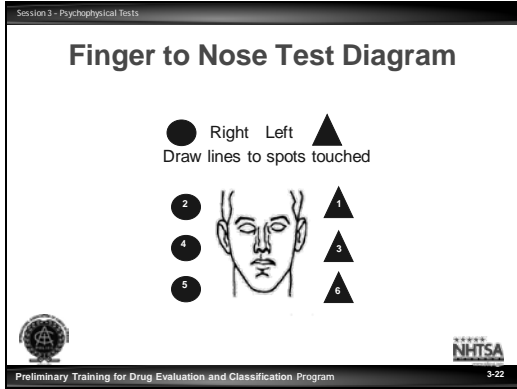 Session 3 - Psychophysical Tests
Finger to Nose Test Diagram
Right Left
Draw lines to spots touched
2 1
4 3
5 6
NHTSA
Preliminary Training for Drug Evaluation and Classification Program 3-22